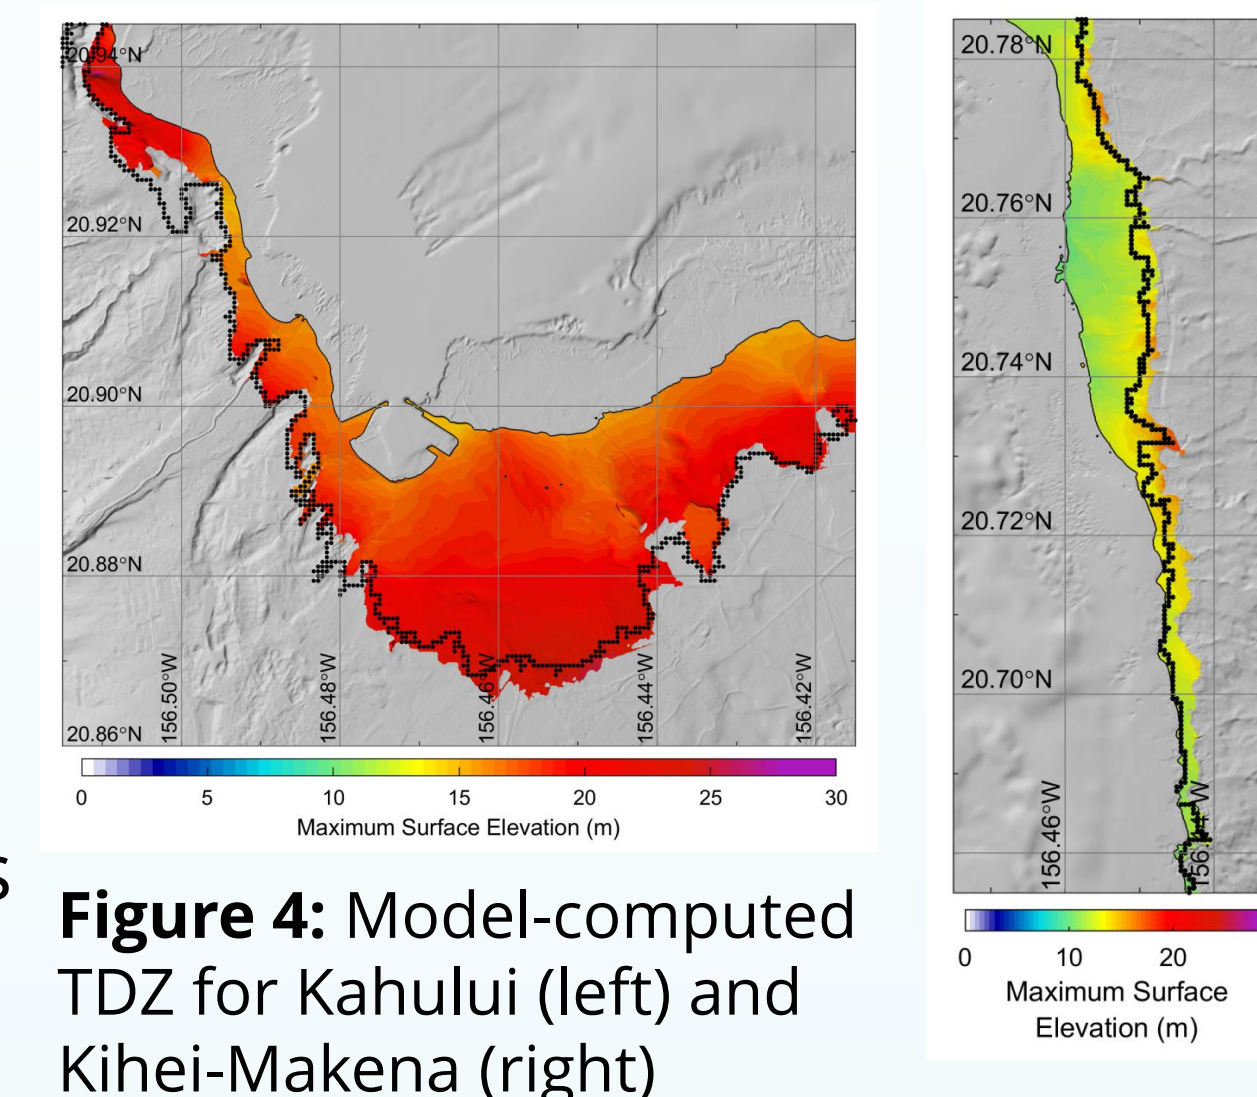 20.94°N
20.92°N
20.90°N
20.88°N
20.86°N
156.50°W
156.48°W
156.46°W
156.44°W
156.42°W
0 5 10 15 20 25 30
Maximum Surface Elevation (m)
20.78°N
20.76°N
20.74°N
20.72°N
20.70°N
156.46°W
0 10 20
Maximum Surface
Elevation (m)
s
Figure 4: Model-computed
TDZ for Kahului (left) and
Kihei-Makena (right)